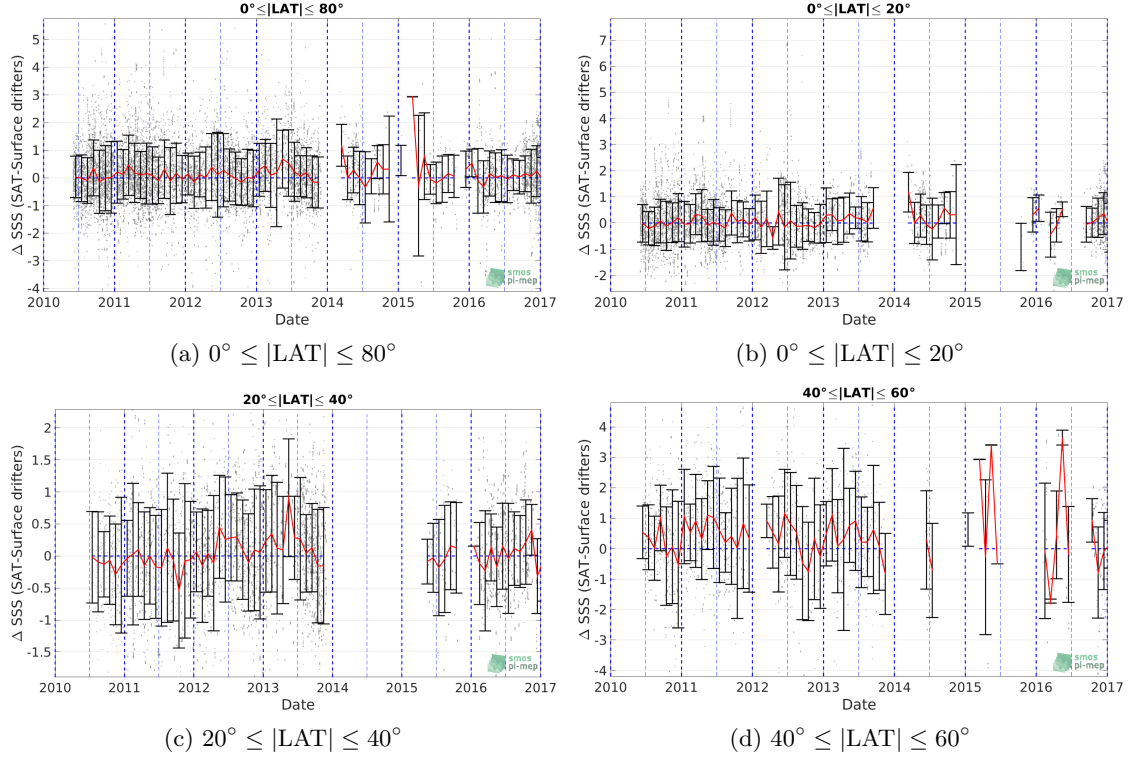 0°≤|LAT|≤ 80°
Δ SSS (SAT-Surface drifters)
5
4
3
2
1
0
-1
-2
-3
-4
2010 2011 2012 2013 2014 2015 2016 2017
Date
smos
pi-mep
(a) 0° ≤ |LAT| ≤ 80°
0°≤|LAT|≤ 20°
Δ SSS (SAT-Surface drifters)
7
6
5
4
3
2
1
0
-1
-2
2010 2011 2012 2013 2014 2015 2016 2017
Date
smos
pi-mep
(b) 0° ≤ |LAT| ≤ 20°
20°≤|LAT|≤ 40°
Δ SSS (SAT-Surface drifters)
2
1.5
1
0.5
0
-0.5
-1
-1.5
2010 2011 2012 2013 2014 2015 2016 2017
Date
smos
pi-mep
(c) 20° ≤ |LAT| ≤ 40°
40°≤|LAT|≤ 60°
Δ SSS (SAT-Surface drifters)
4
3
2
1
0
-1
-2
-3
-4
2010 2011 2012 2013 2014 2015 2016 2017
Date
smos
pi-mep
(d) 40° ≤ |LAT| ≤ 60°